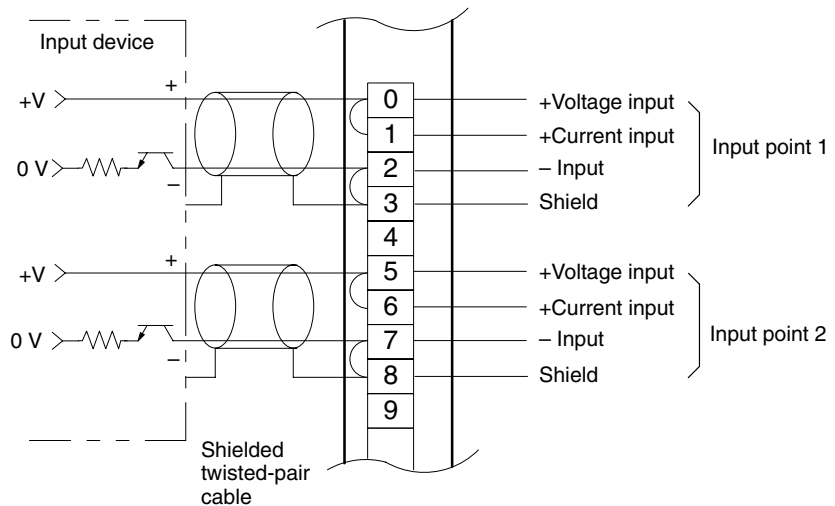 Input device
+V
+
0 V
–
+V
+
0 V
–
Shielded
twisted-pair
cable
0
1
2
3
4
5
6
7
8
9
+Voltage input
+Current input
– Input
Shield
Input point 1
+Voltage input
+Current input
– Input
Shield
Input point 2